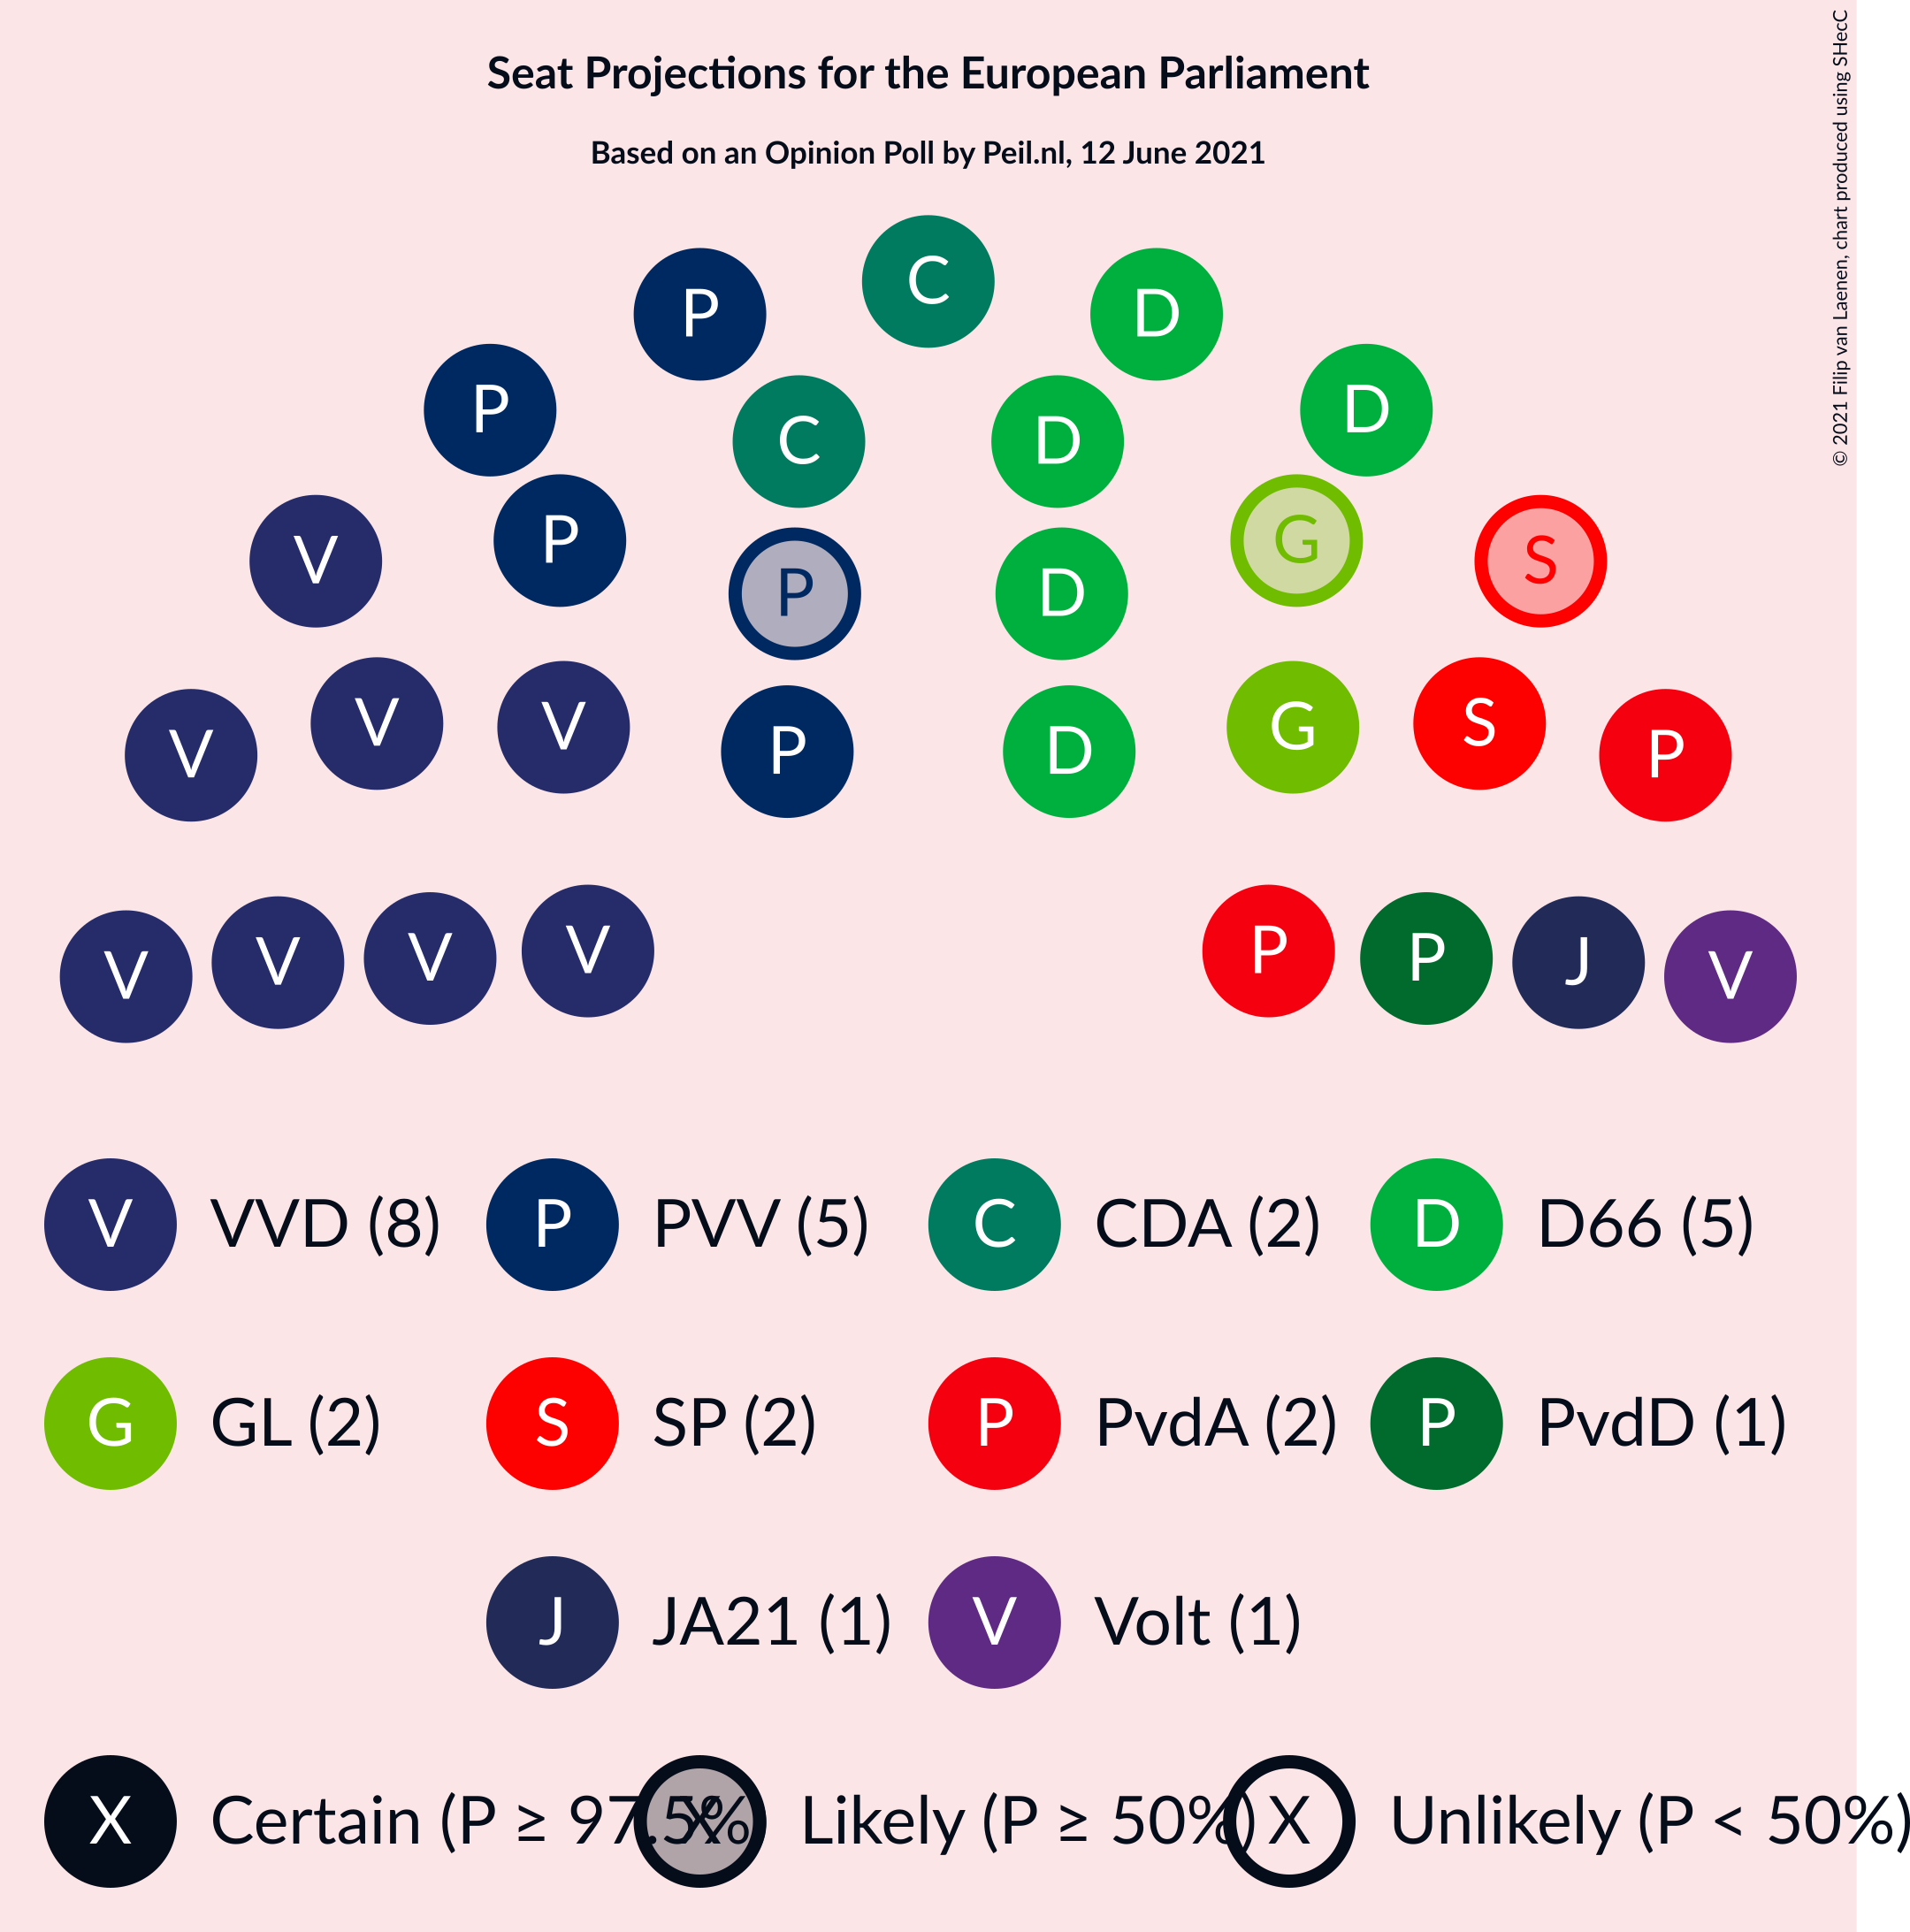 Seat Projections for the European Parliament
Based on an Opinion Poll by Peil.nl, 12 June 2021
© 2021 Filip van Laenen, chart produced using SHecC
C
P D
P D
C D
P G
V S
P D
V V
G S
P D
V P
V V V V
P P J V
V VVD (8) P PVV (5) C CDA (2) D D66 (5)
G GL (2) S SP (2) P PvdA (2) P PvdD (1)
J JA21 (1) V Volt (1)
X Certain (P ≥ 97.5% X Likely (P ≥ 50%) X Unlikely (P < 50%)